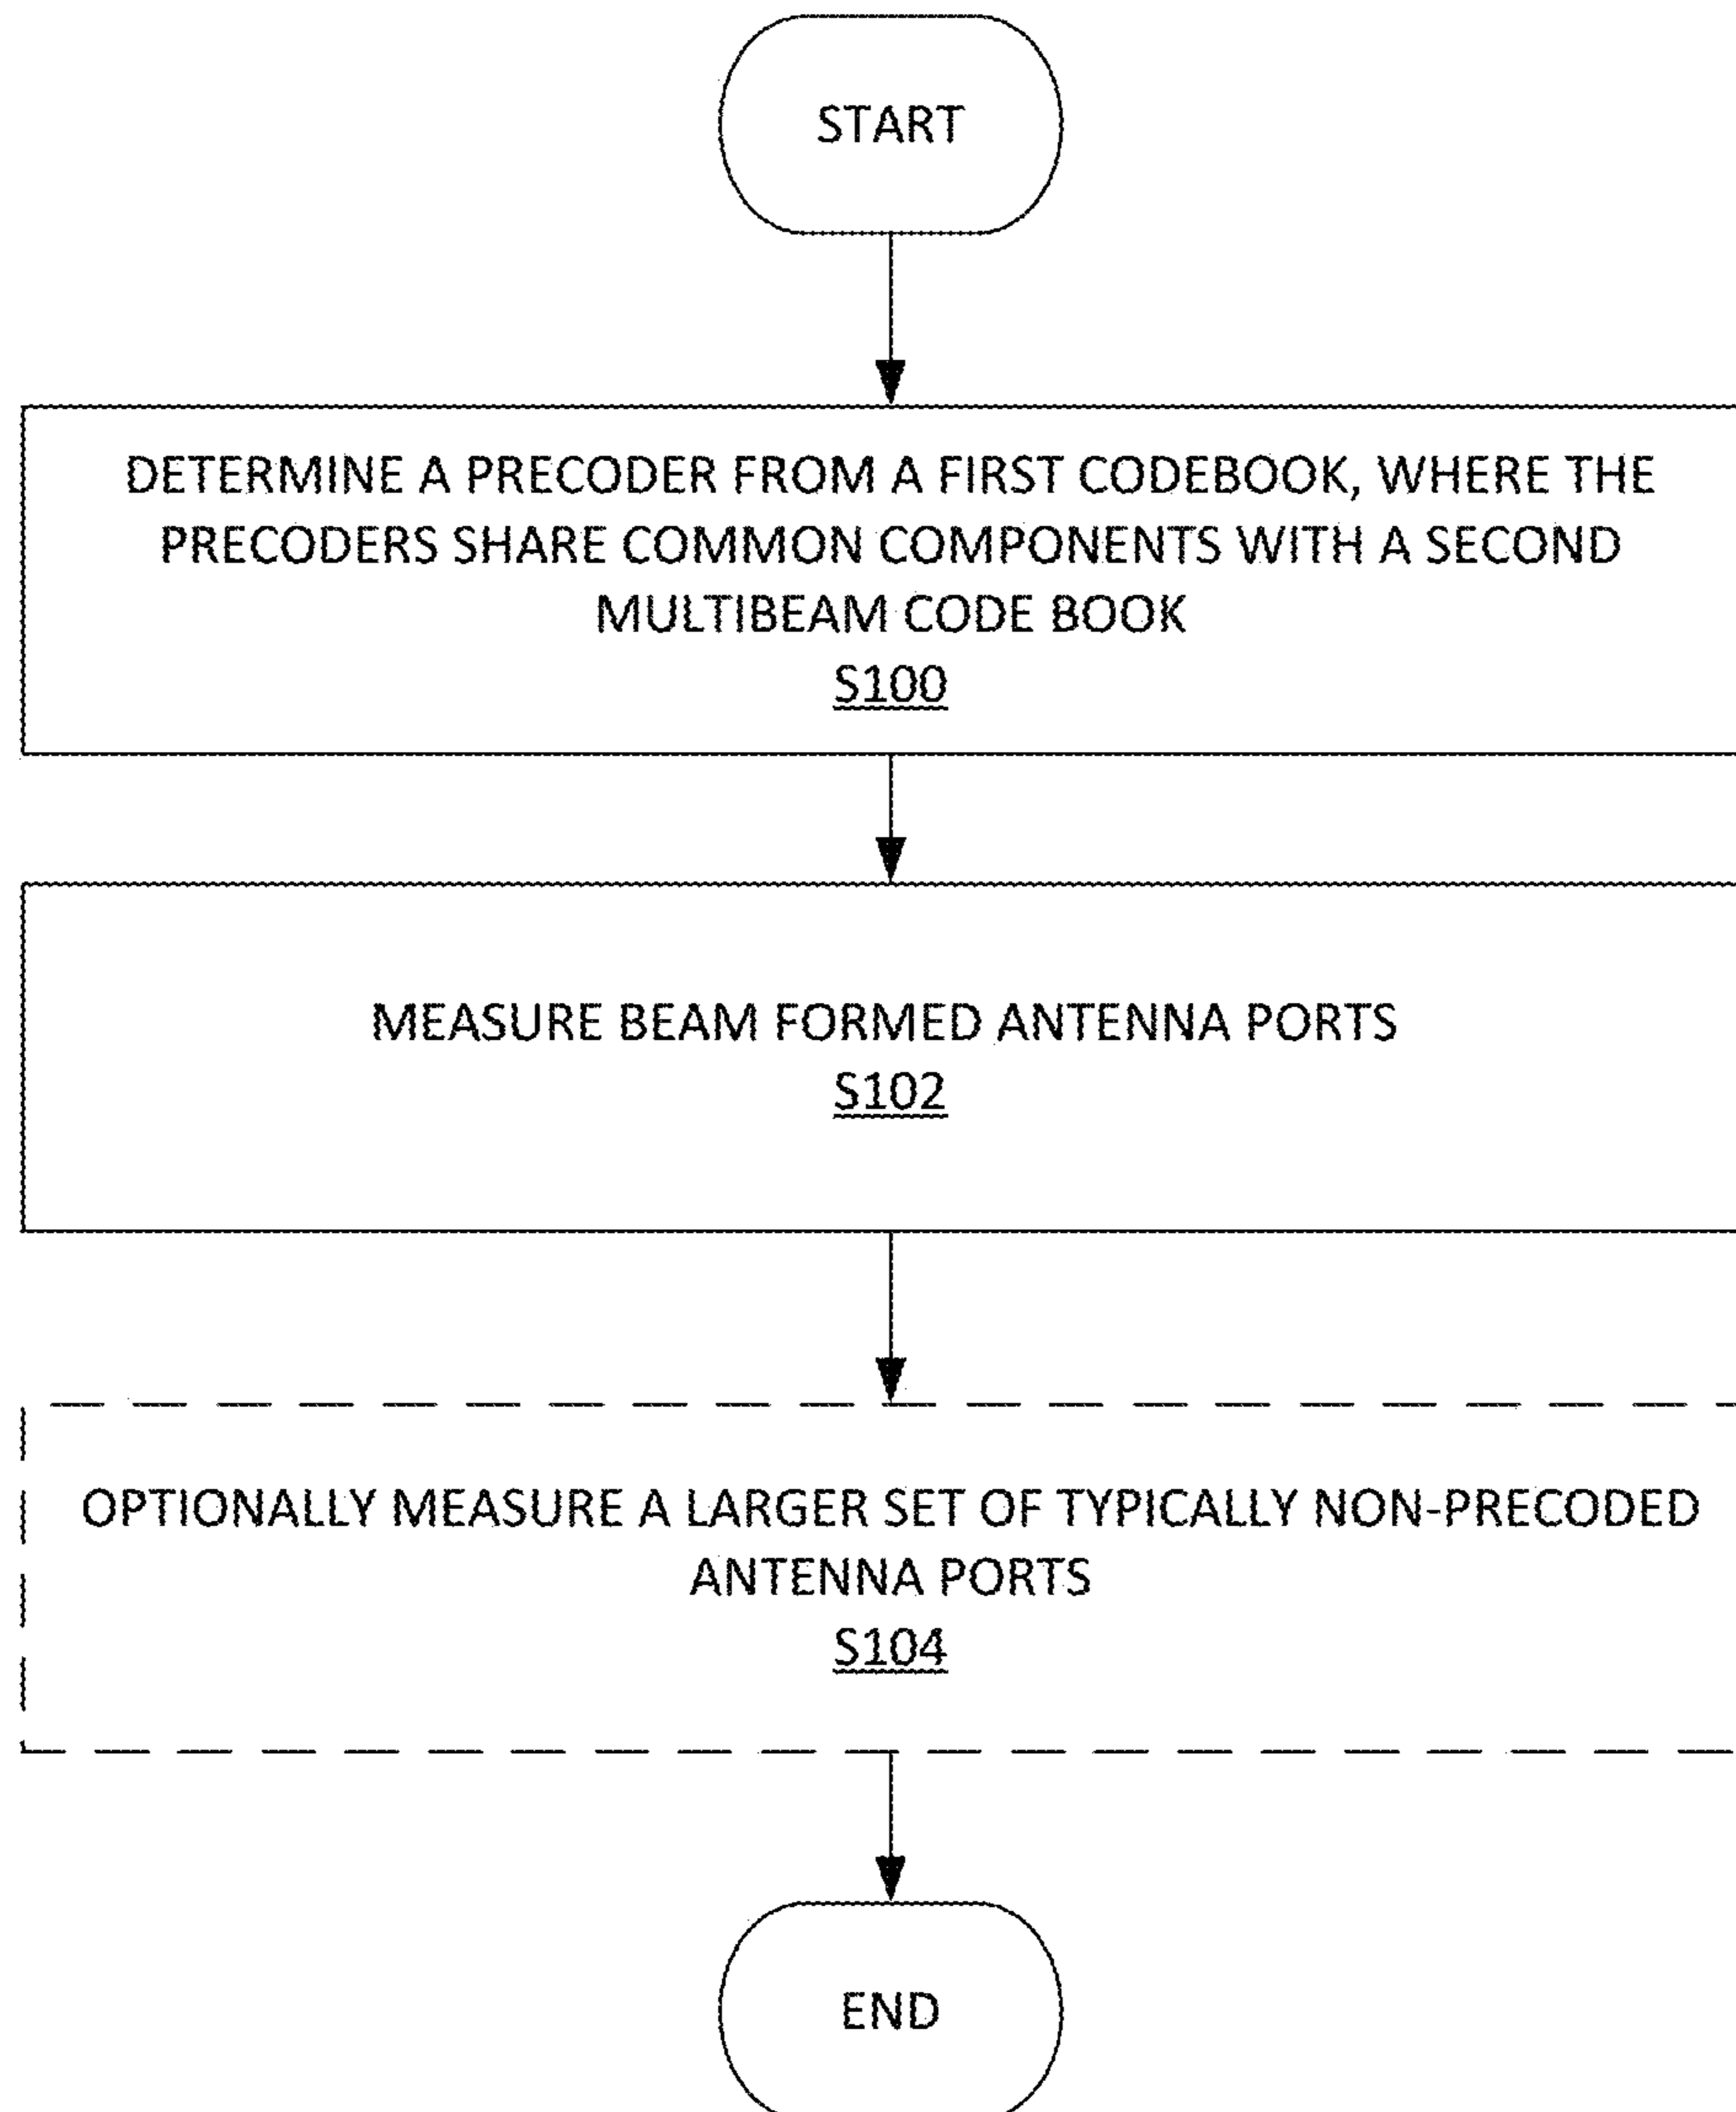 START
DETERMINE A PRECODER FROM A FIRST CODEBOOK, WHERE THE
PRECODERS SHARE COMMON COMPONENTS WITH A SECOND
MULTIBEAM CODE BOOK
S100
MEASURE BEAM FORMED ANTENNA PORTS
S102
OPTIONALLY MEASURE A LARGER SET OF TYPICALLY NON-PRECODED
ANTENNA PORTS
S104
END